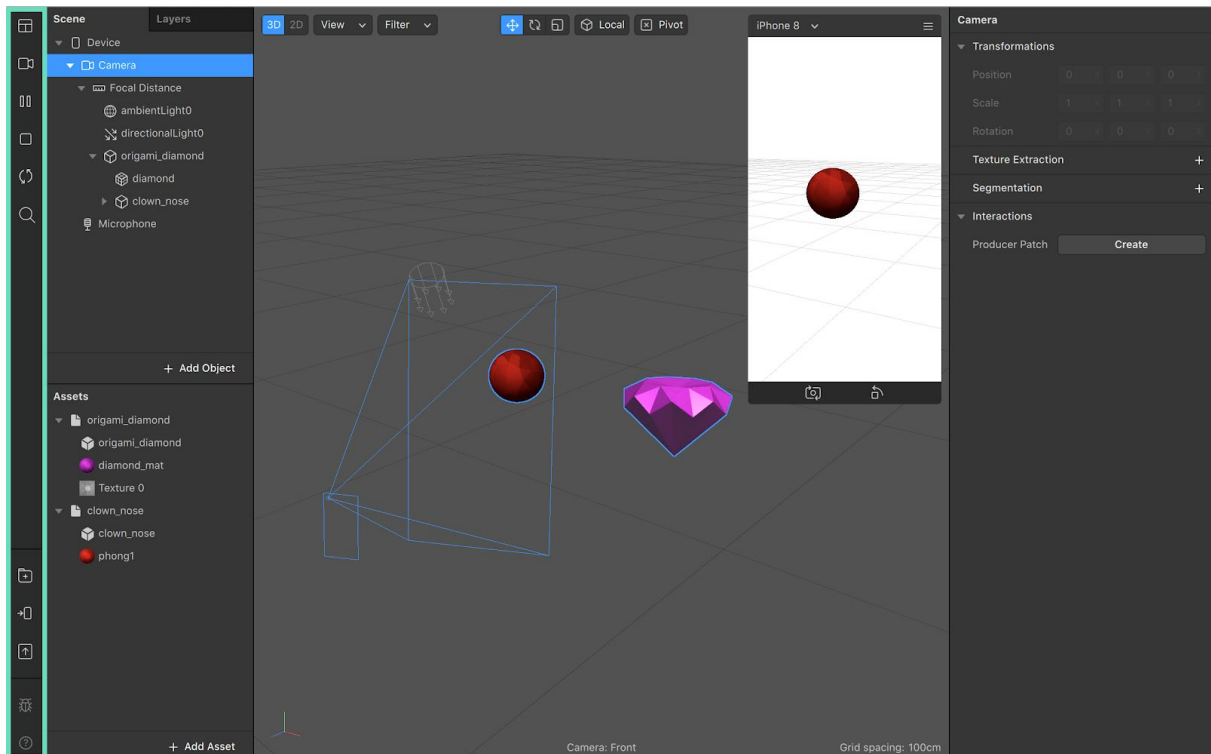 Scene Layers
Device
Camera
Focal Distance
ambientLight0
directionalLight0
origami_diamond
diamond
clown_nose
Microphone
+ Add Object
Assets
origami_diamond
origami_diamond
diamond_mat
Texture 0
clown_nose
clown_nose
phong1
+ Add Asset
3D 2D View Filter Local Pivot
iPhone 8
Camera: Front
Grid spacing: 100cm
Camera
Transformations
Position 0 0 0
Scale 1 1 1
Rotation 0 0 0
Texture Extraction +
Segmentation +
Interactions
Producer Patch Create